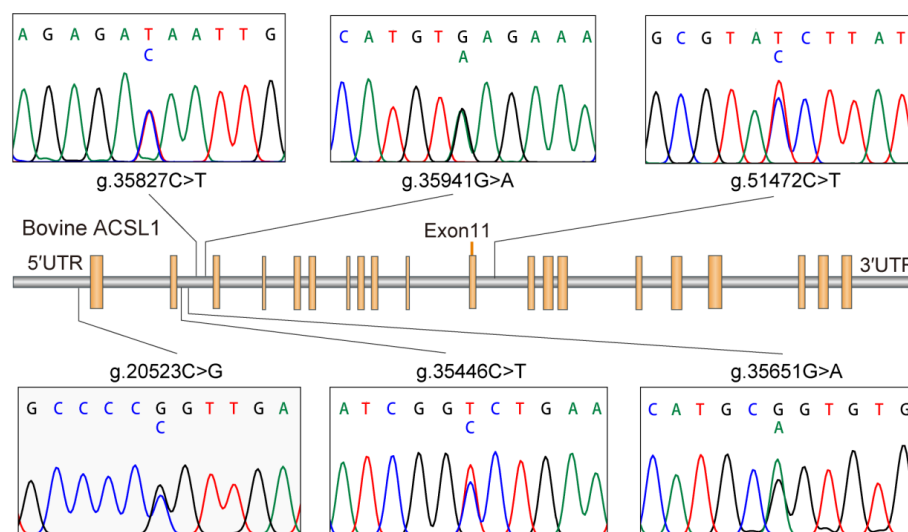 A G A G A T A A T T G
C
C A T G T G A G A A A
A
G C G T A T C T T A T
C
g.35827C>T
g.35941G>A
g.51472C>T
Bovine ACSL1
Exon11
5'UTR
3'UTR
g.20523C>G
g.35446C>T
g.35651G>A
G C C C C G G T T G A
C
A T C G G T C T G A A
C
C A T G C G G T G T G
A